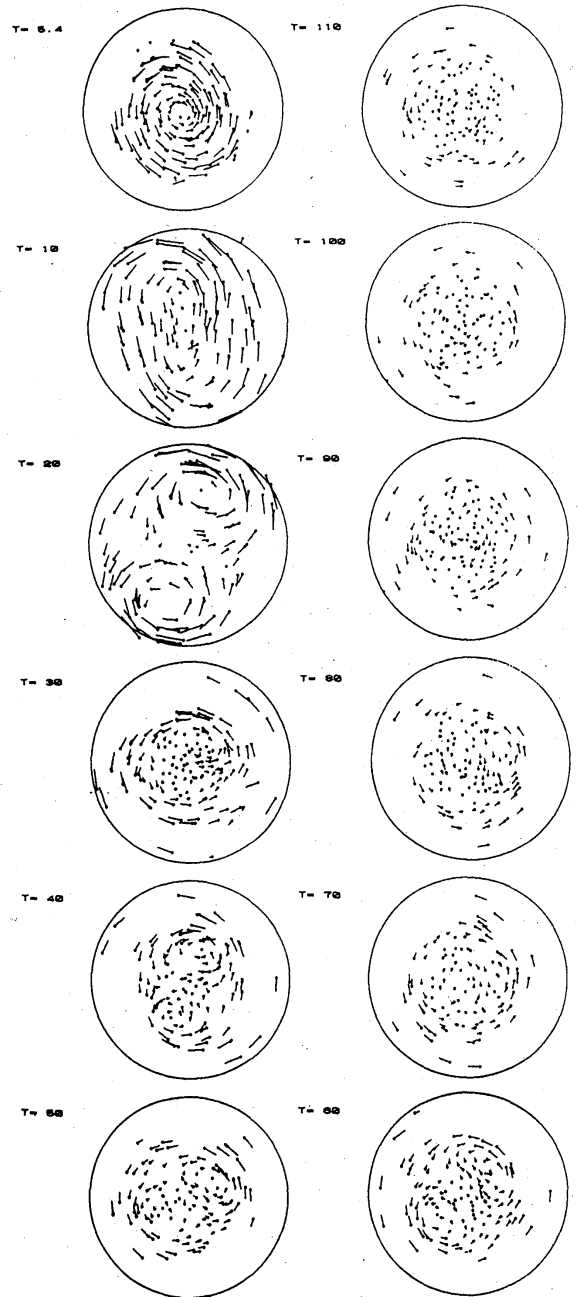 T= 5.4
T= 110
T= 10
T= 100
T= 20
T= 90
T= 30
T= 80
T= 40
T= 70
T= 50
T= 60